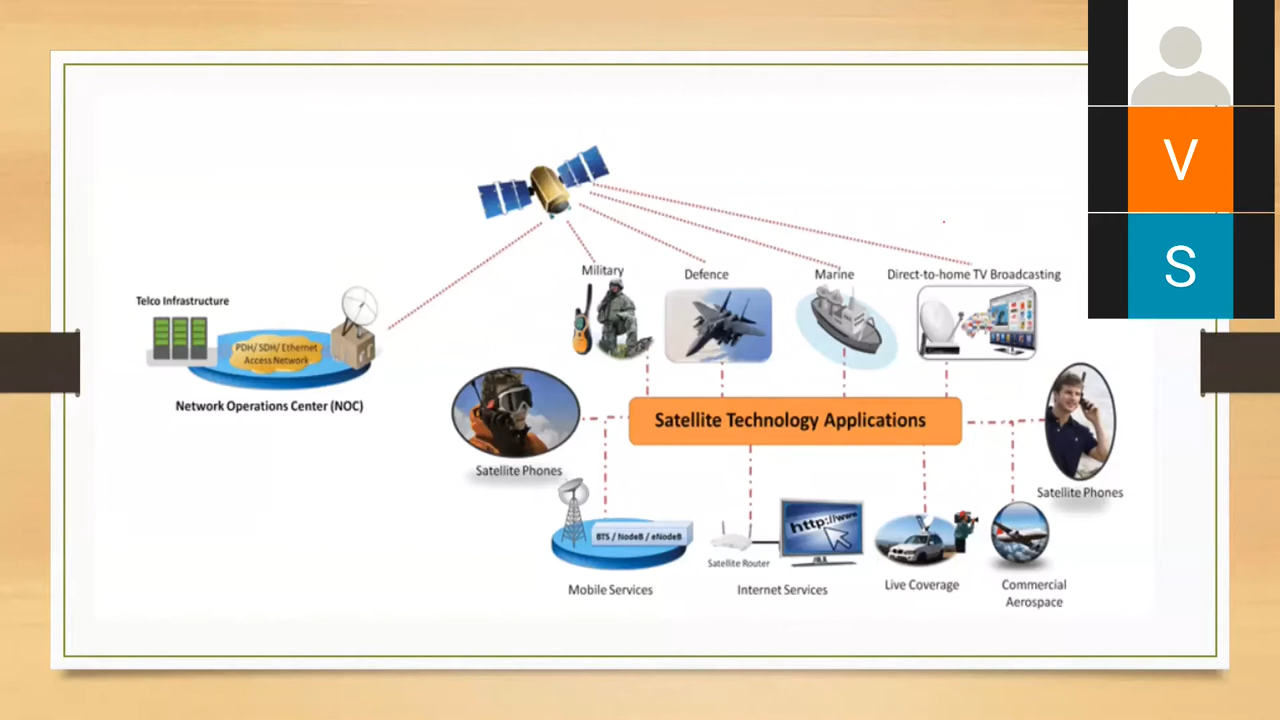 V
S
Military
Defence
Marine
Direct-to-home TV Broadcasting
Telco Infrastructure
PDH/ SDH/ Ethernet
Access Network
Network Operations Center (NOC)
Satellite Technology Applications
Satellite Phones
Satellite Phones
BTS / NodeB / eNodeB
http://www
Satellite Router
Mobile Services
Internet Services
Live Coverage
Commercial
Aerospace